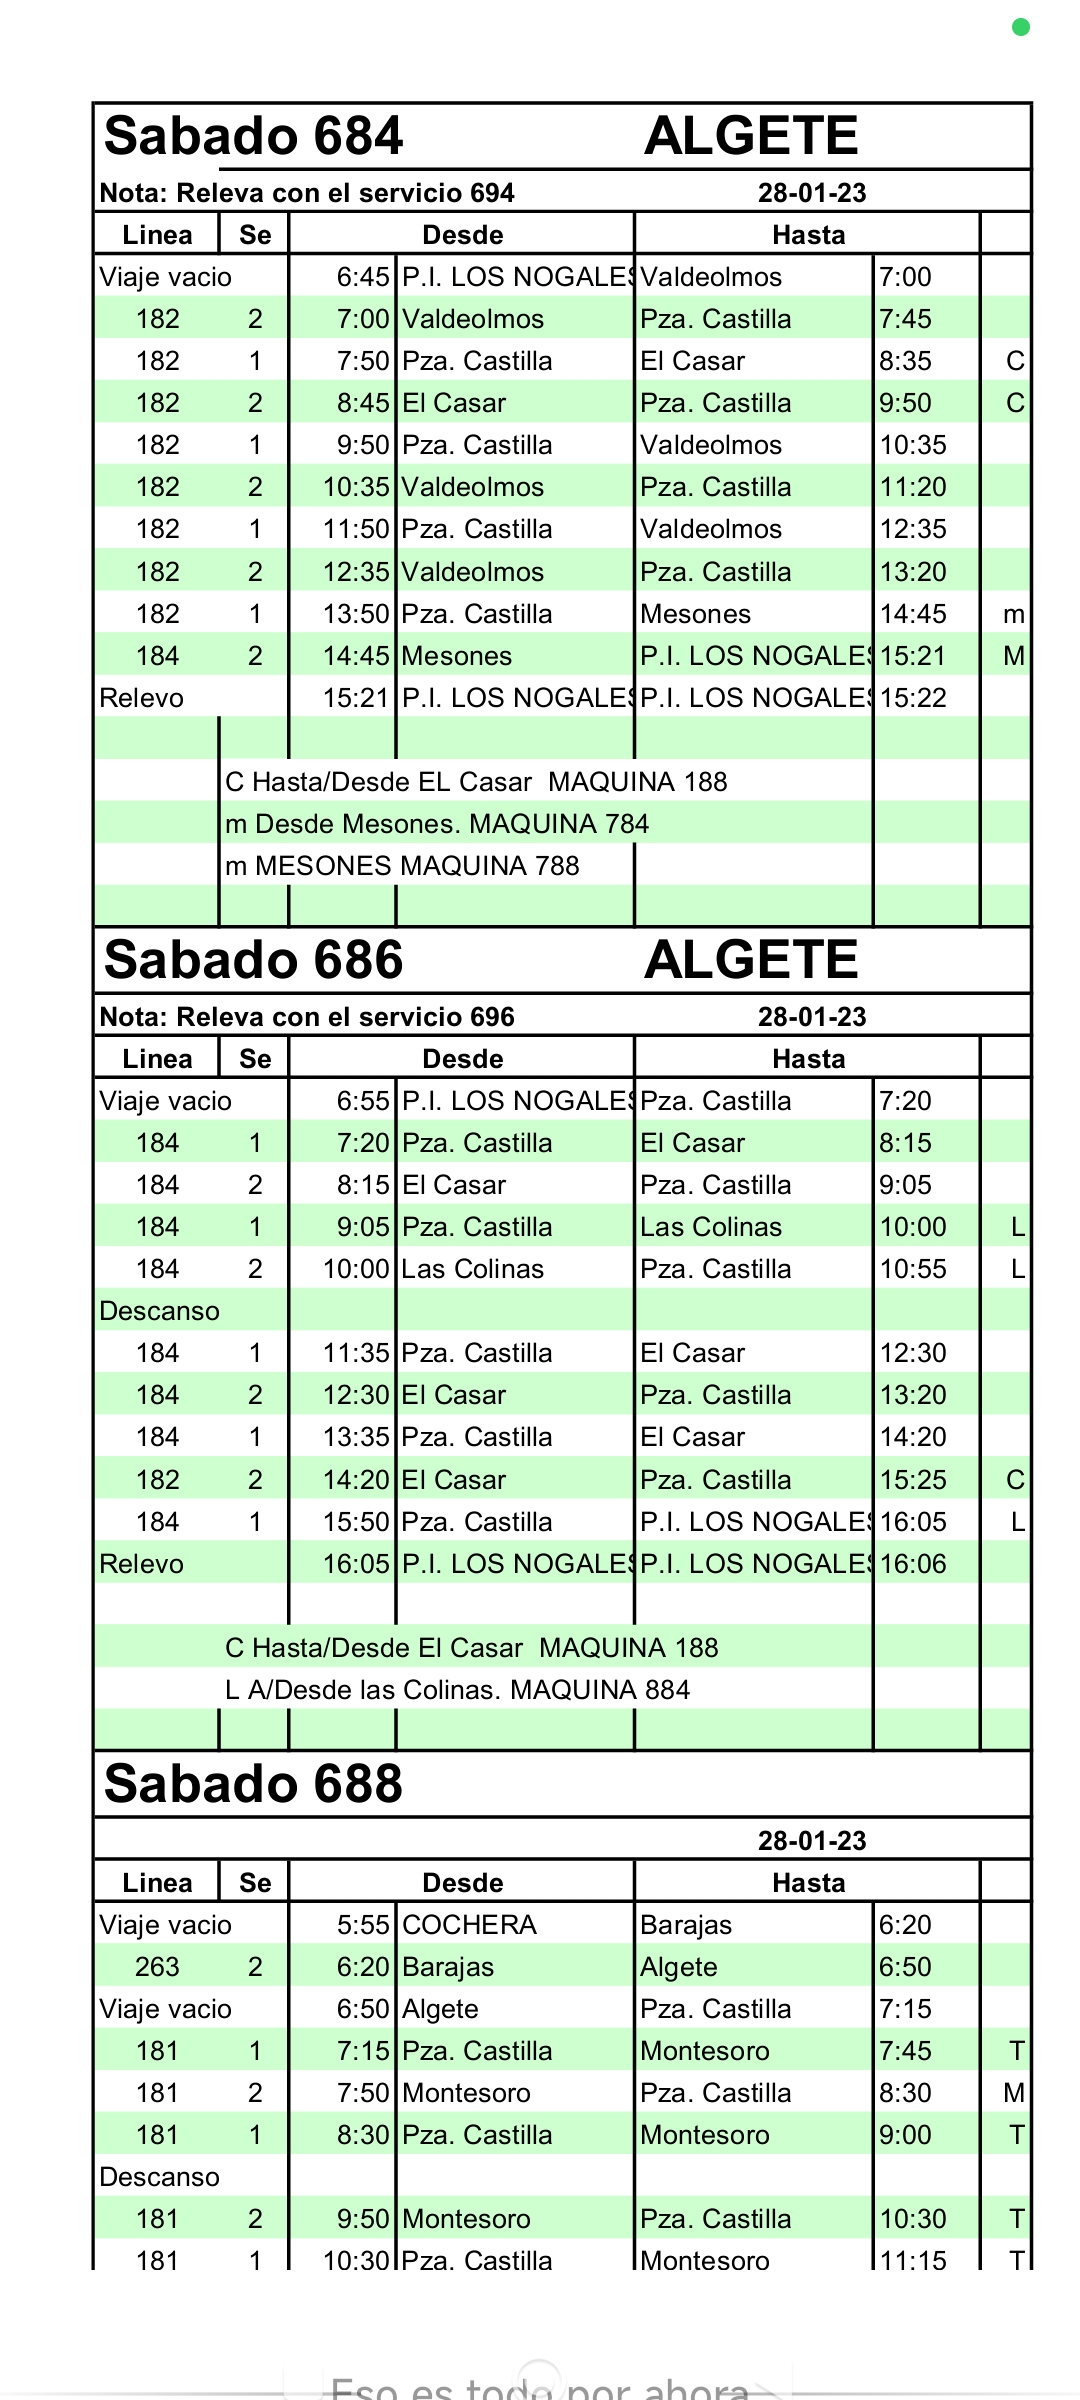 Sabado 684 ALGETE
Nota: Releva con el servicio 694 28-01-23
Linea Se Desde Hasta
Viaje vacio 6:45 P.I. LOS NOGALES Valdeolmos 7:00
182 2 7:00 Valdeolmos Pza. Castilla 7:45
182 1 7:50 Pza. Castilla El Casar 8:35 C
182 2 8:45 El Casar Pza. Castilla 9:50 C
182 1 9:50 Pza. Castilla Valdeolmos 10:35
182 2 10:35 Valdeolmos Pza. Castilla 11:20
182 1 11:50 Pza. Castilla Valdeolmos 12:35
182 2 12:35 Valdeolmos Pza. Castilla 13:20
182 1 13:50 Pza. Castilla Mesones 14:45 m
184 2 14:45 Mesones P.I. LOS NOGALES 15:21 M
Relevo 15:21 P.I. LOS NOGALES P.I. LOS NOGALES 15:22
C Hasta/Desde EL Casar MAQUINA 188
m Desde Mesones. MAQUINA 784
m MESONES MAQUINA 788
Sabado 686 ALGETE
Nota: Releva con el servicio 696 28-01-23
Linea Se Desde Hasta
Viaje vacio 6:55 P.I. LOS NOGALES Pza. Castilla 7:20
184 1 7:20 Pza. Castilla El Casar 8:15
184 2 8:15 El Casar Pza. Castilla 9:05
184 1 9:05 Pza. Castilla Las Colinas 10:00 L
184 2 10:00 Las Colinas Pza. Castilla 10:55 L
Descanso
184 1 11:35 Pza. Castilla El Casar 12:30
184 2 12:30 El Casar Pza. Castilla 13:20
184 1 13:35 Pza. Castilla El Casar 14:20
182 2 14:20 El Casar Pza. Castilla 15:25 C
184 1 15:50 Pza. Castilla P.I. LOS NOGALES 16:05 L
Relevo 16:05 P.I. LOS NOGALES P.I. LOS NOGALES 16:06
C Hasta/Desde El Casar MAQUINA 188
L A/Desde las Colinas. MAQUINA 884
Sabado 688
28-01-23
Linea Se Desde Hasta
Viaje vacio 5:55 COCHERA Barajas 6:20
263 2 6:20 Barajas Algete 6:50
Viaje vacio 6:50 Algete Pza. Castilla 7:15
181 1 7:15 Pza. Castilla Montesoro 7:45 T
181 2 7:50 Montesoro Pza. Castilla 8:30 M
181 1 8:30 Pza. Castilla Montesoro 9:00 T
Descanso
181 2 9:50 Montesoro Pza. Castilla 10:30 T
181 1 10:30 Pza. Castilla Montesoro 11:15 T
Eso es todo por ahora